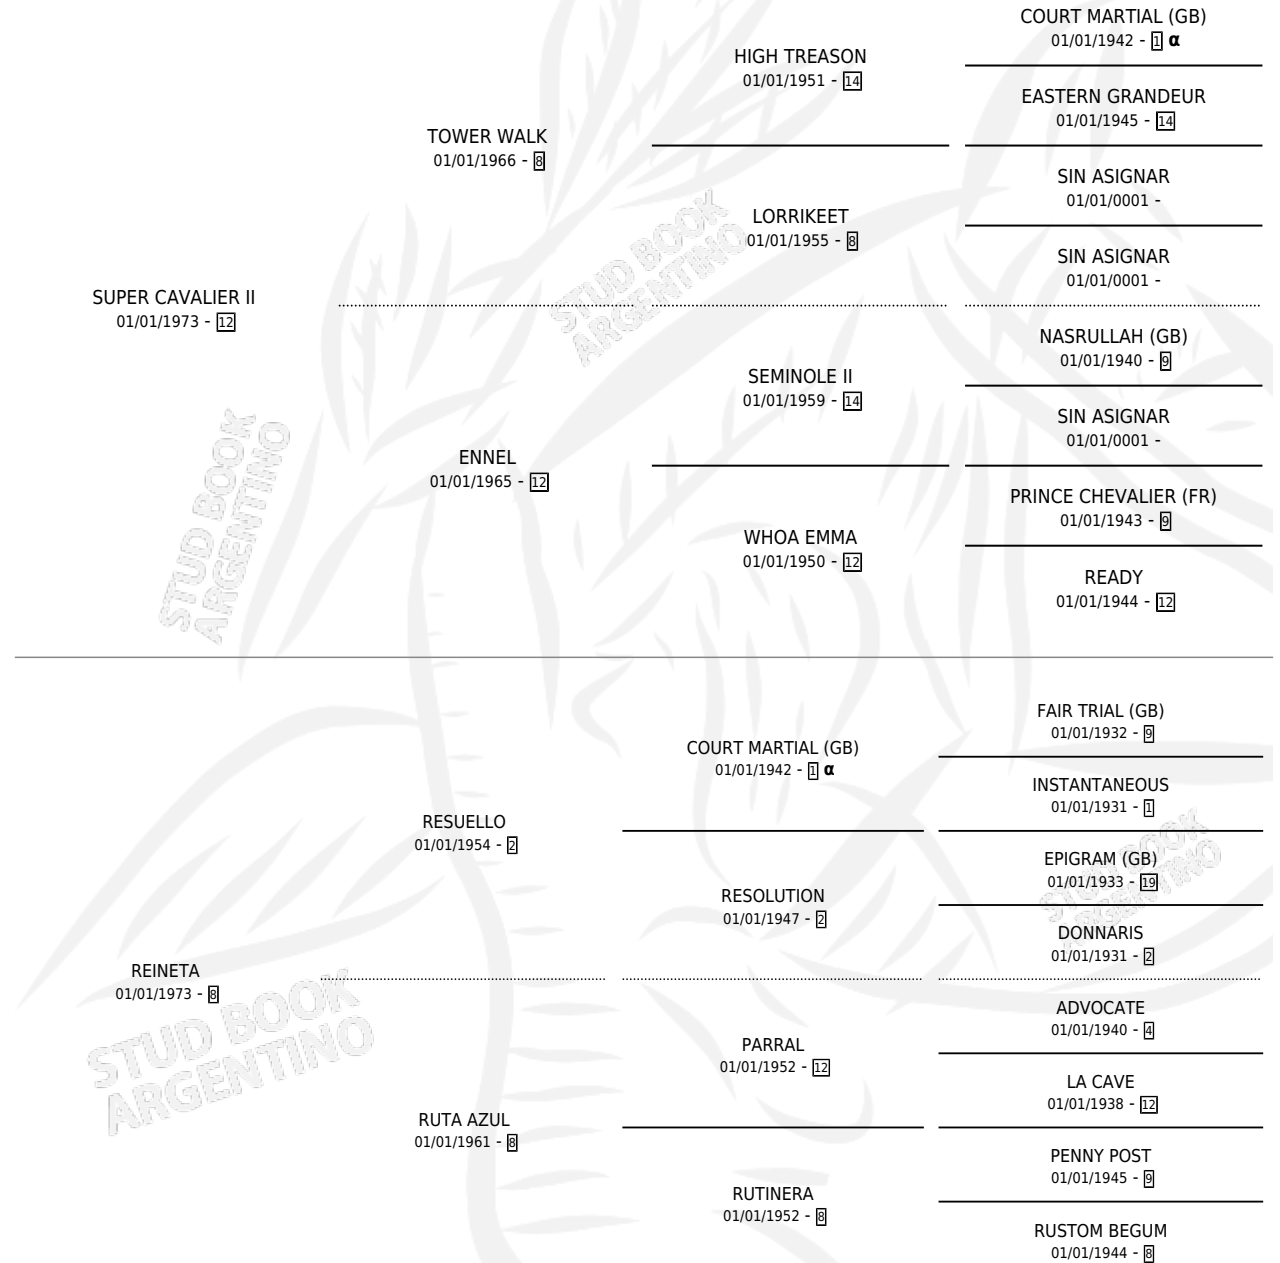 COURT MARTIAL (GB)
01/01/1942 - 1 α
HIGH TREASON
01/01/1951 - 14
EASTERN GRANDEUR
01/01/1945 - 14
TOWER WALK
01/01/1966 - 8
SIN ASIGNAR
01/01/0001 -
LORRIKEET
01/01/1955 - 8
SIN ASIGNAR
01/01/0001 -
SUPER CAVALIER II
01/01/1973 - 12
NASRULLAH (GB)
01/01/1940 - 9
SEMINOLE II
01/01/1959 - 14
SIN ASIGNAR
01/01/0001 -
ENNEL
01/01/1965 - 12
PRINCE CHEVALIER (FR)
01/01/1943 - 9
WHOA EMMA
01/01/1950 - 12
READY
01/01/1944 - 12
FAIR TRIAL (GB)
01/01/1932 - 9
COURT MARTIAL (GB)
01/01/1942 - 1 α
INSTANTANEOUS
01/01/1931 - 1
RESUELLO
01/01/1954 - 2
EPIGRAM (GB)
01/01/1933 - 19
RESOLUTION
01/01/1947 - 2
DONNARIS
01/01/1931 - 2
REINETA
01/01/1973 - 8
ADVOCATE
01/01/1940 - 4
PARRAL
01/01/1952 - 12
LA CAVE
01/01/1938 - 12
RUTA AZUL
01/01/1961 - 8
PENNY POST
01/01/1945 - 9
RUTINERA
01/01/1952 - 8
RUSTOM BEGUM
01/01/1944 - 8
STUD BOOK
ARGENTINO
STUD BOOK
ARGENTINO
STUD BOOK
ARGENTINO
STUD BOOK
ARGENTINO